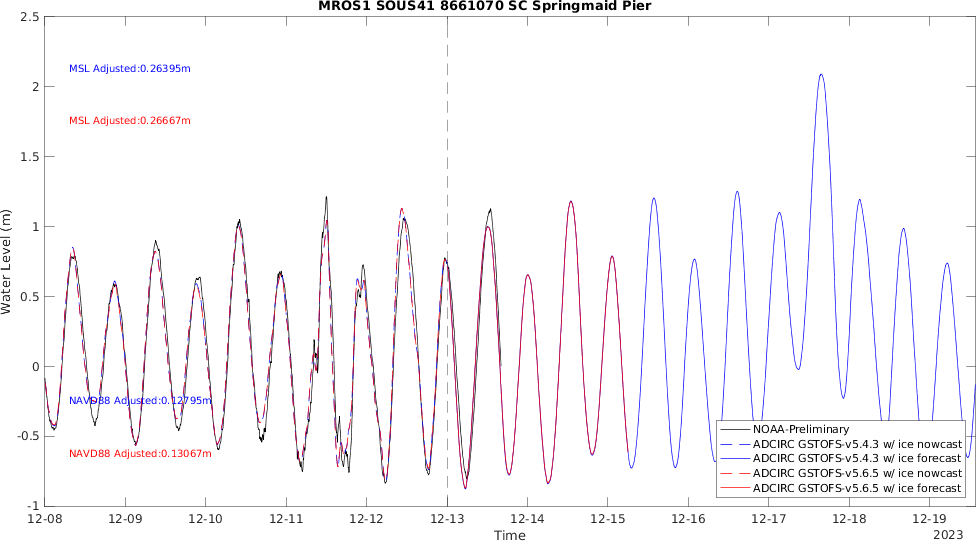 MROS1 SOUS41 8661070 SC Springmaid Pier
2.5
2
1.5
1
0.5
0
-0.5
-1
Water Level (m)
MSL Adjusted:0.26395m
MSL Adjusted:0.26667m
NAVD88 Adjusted:0.12795m
NAVD88 Adjusted:0.13067m
NOAA-Preliminary
ADCIRC GSTOFS-v5.4.3 w/ ice nowcast
ADCIRC GSTOFS-v5.4.3 w/ ice forecast
ADCIRC GSTOFS-v5.6.5 w/ ice nowcast
ADCIRC GSTOFS-v5.6.5 w/ ice forecast
12-08 12-09 12-10 12-11 12-12 12-13 12-14 12-15 12-16 12-17 12-18 12-19
Time
2023